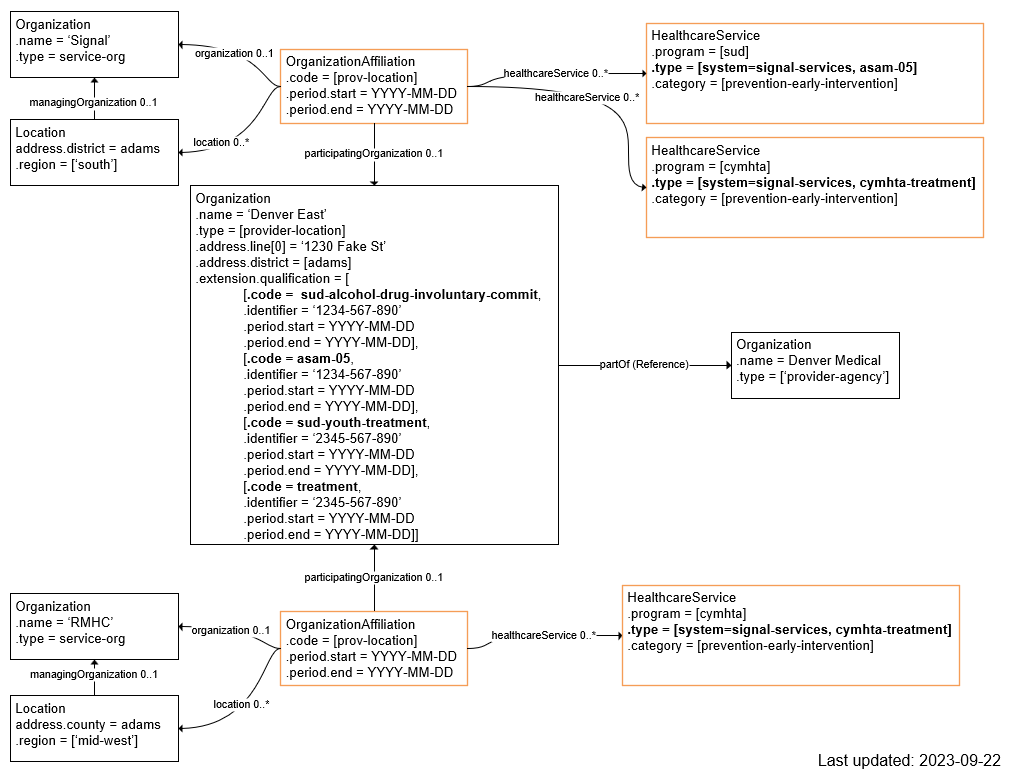 Organization
.name = ‘Signal’
.type = service-org
organization 0..1
managingOrganization 0..1
Location
address.district = adams
.region = [‘south’]
location 0..*
OrganizationAffiliation
.code = [prov-location]
.period.start = YYYY-MM-DD
.period.end = YYYY-MM-DD
healthcareService 0..*
healthcareService 0..*
HealthcareService
.program = [sud]
.type = [system=signal-services, asam-05]
.category = [prevention-early-intervention]
HealthcareService
.program = [cymhta]
.type = [system=signal-services, cymhta-treatment]
.category = [prevention-early-intervention]
participatingOrganization 0..1
Organization
.name = ‘Denver East’
.type = [provider-location]
.address.line[0] = ‘1230 Fake St’
.address.district = [adams]
.extension.qualification = [
[.code =  sud-alcohol-drug-involuntary-commit,
.identifier = ‘1234-567-890’
.period.start = YYYY-MM-DD
.period.end = YYYY-MM-DD],
[.code = asam-05,
.identifier = ‘1234-567-890’
.period.start = YYYY-MM-DD
.period.end = YYYY-MM-DD],
[.code = sud-youth-treatment,
.identifier = ‘2345-567-890’
.period.start = YYYY-MM-DD
.period.end = YYYY-MM-DD],
[.code = treatment,
.identifier = ‘2345-567-890’
.period.start = YYYY-MM-DD
.period.end = YYYY-MM-DD]]
partOf (Reference)
Organization
.name = Denver Medical
.type = [‘provider-agency’]
participatingOrganization 0..1
Organization
.name = ‘RMHC’
.type = service-org
organization 0..1
managingOrganization 0..1
Location
address.county = adams
.region = [‘mid-west’]
location 0..*
OrganizationAffiliation
.code = [prov-location]
.period.start = YYYY-MM-DD
.period.end = YYYY-MM-DD
healthcareService 0..*
HealthcareService
.program = [cymhta]
.type = [system=signal-services, cymhta-treatment]
.category = [prevention-early-intervention]
Last updated: 2023-09-22